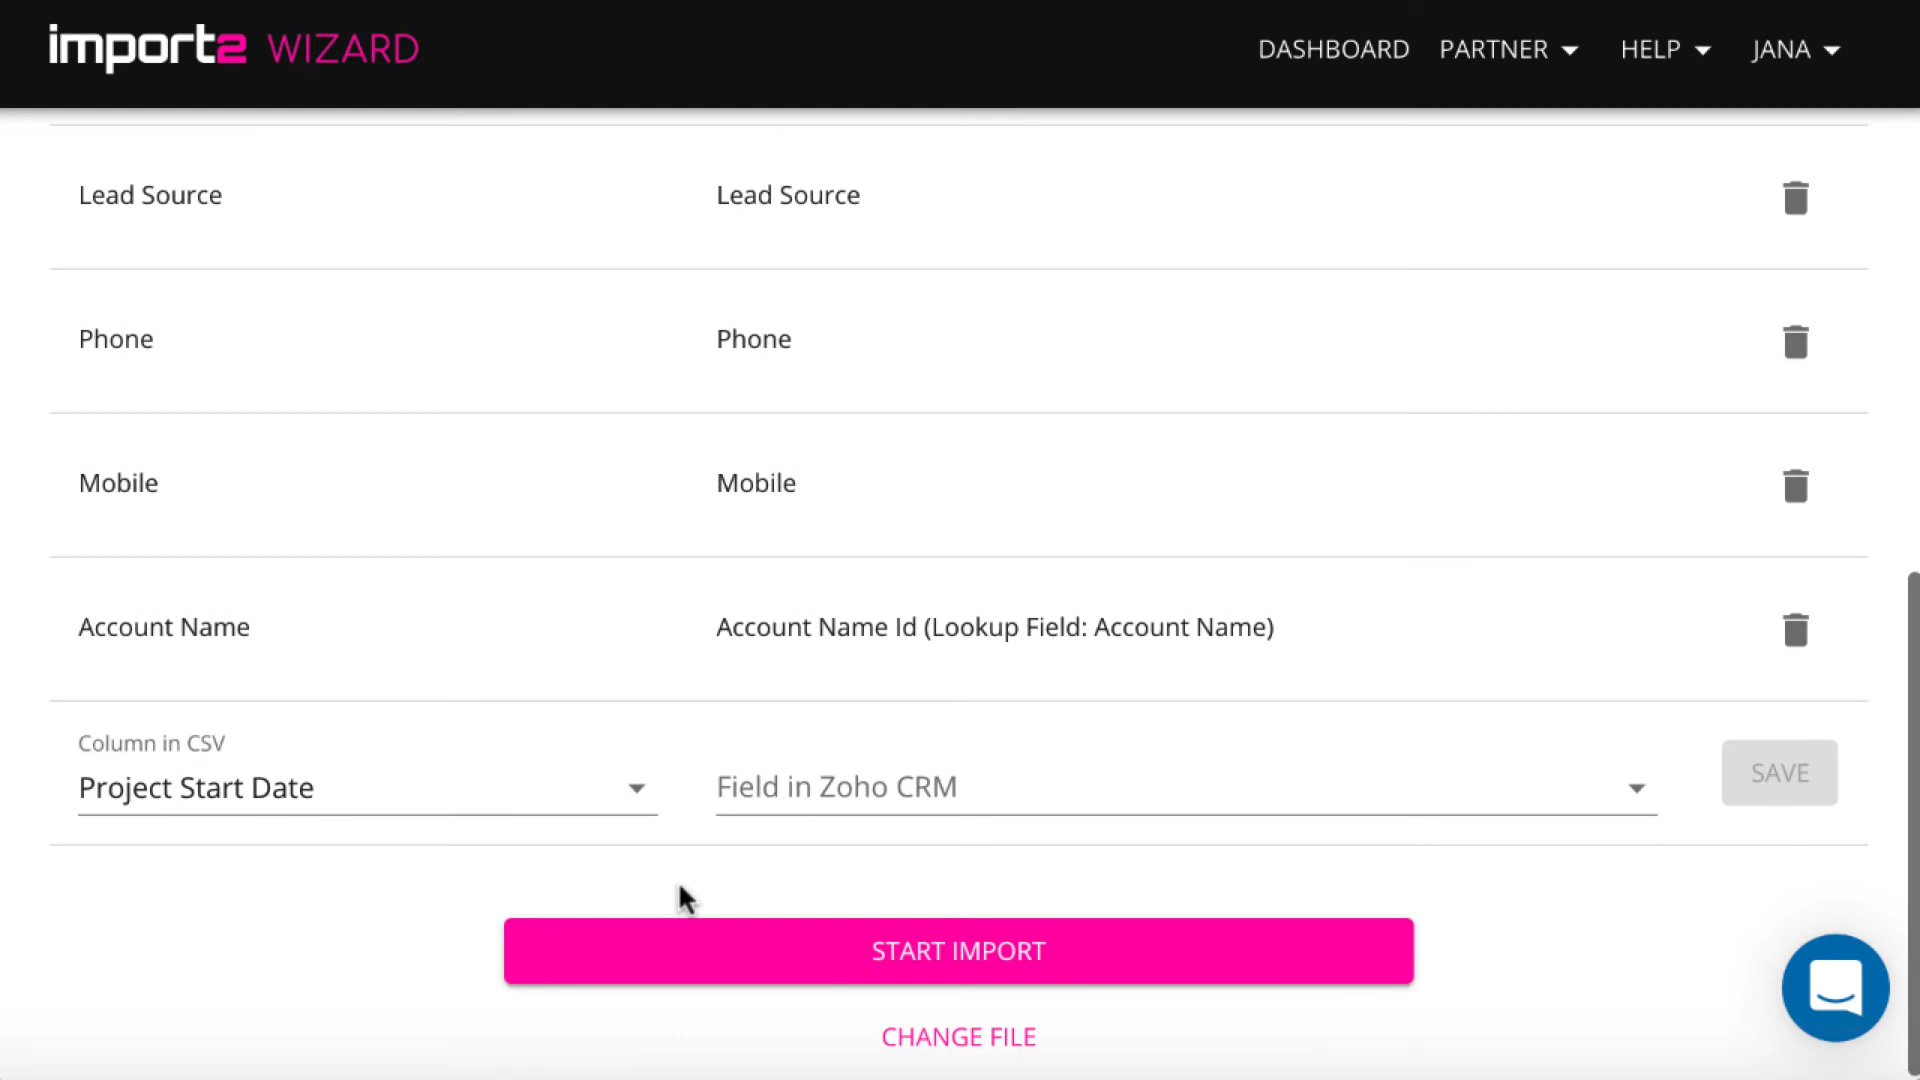 import2 WIZARD DASHBOARD PARTNER HELP JANA
Lead Source Lead Source
Phone Phone
Mobile Mobile
Account Name Account Name Id (Lookup Field: Account Name)
Column in CSV
Project Start Date Field in Zoho CRM SAVE
START IMPORT
CHANGE FILE